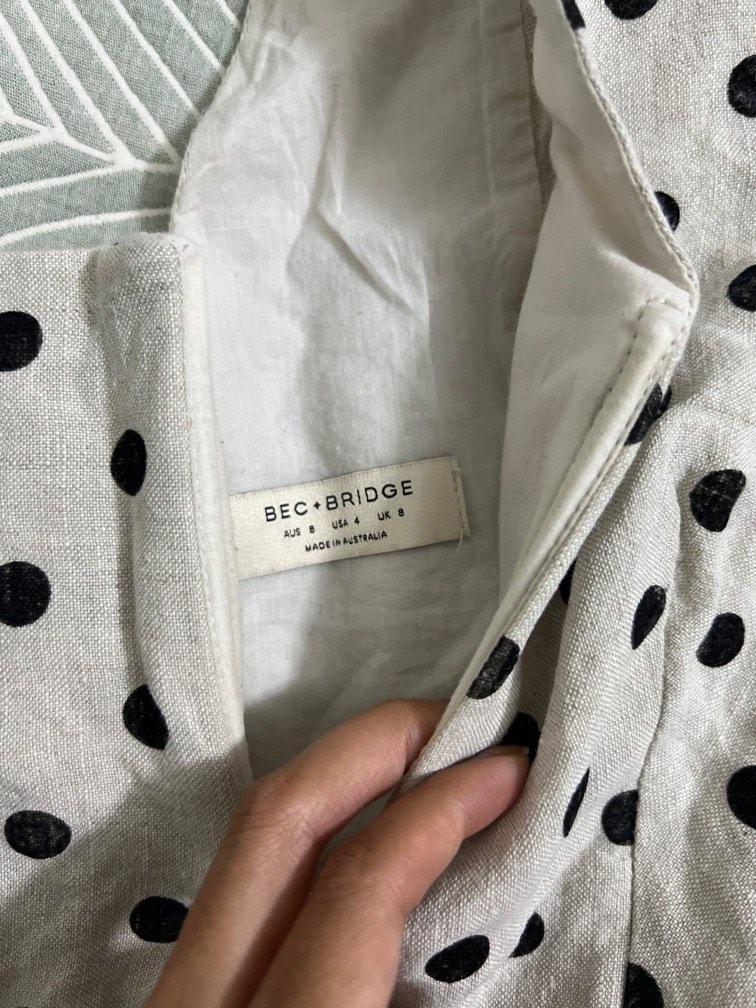 BEC+BRIDGE
AUS 8 USA 4 UK 8
MADE IN AUSTRALIA